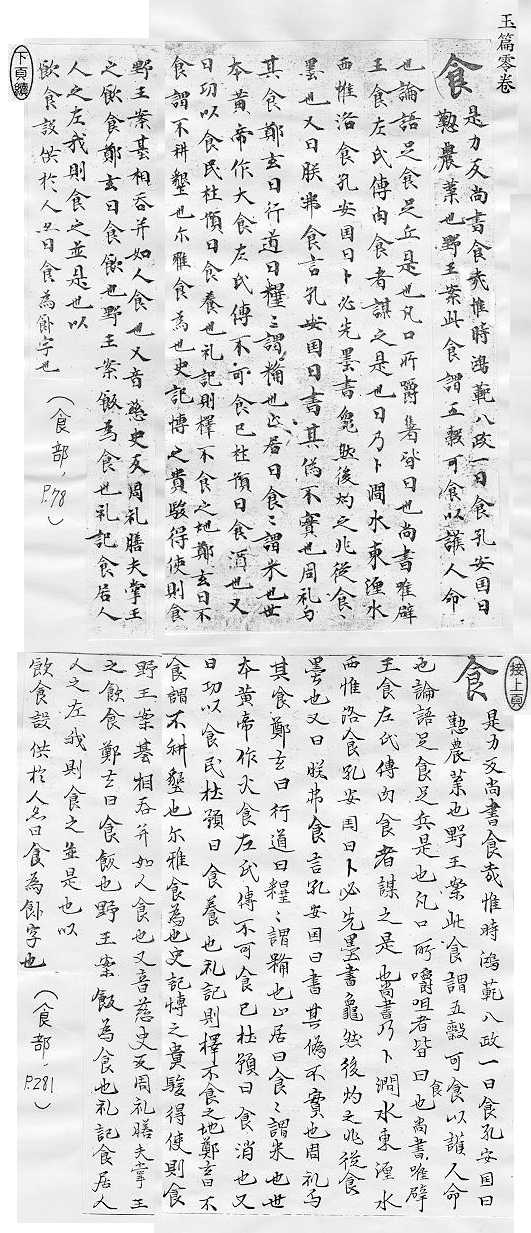 玉篇零卷
食 是力反尚書食哉惟時鴻範八政一曰食孔安国曰
懃農業也野王案此食謂五穀可食以護人命
也論語足食足丘是也凡口所嚼著皆曰也尚書唯辟
王食左氏傳肉食者謀之是也曰乃卜澗水東湹水
西惟洛食孔安国曰卜必先墨書龜然後灼之兆從食〻
墨也又曰朕弗食言孔安国曰書其偽不實也周礼与
其食鄭玄曰行道曰糧〻謂糒也止居曰食〻謂米也世
本黄帝作火食左氏傳不可食已杜預曰食消也又
曰功以食民杜預曰食養也礼記則擇不食之地鄭玄曰不
食謂不耕墾也尓雅食為也史記博之貴駿得使則食
野王案棊相吞并如人食也又音慈史反周礼膳夫掌王
之飲食鄭玄曰食飯也野王案飯為食也礼記食居人
人之左我則食之並是也以
飲食設供於人亦曰食為飤字也
（食部，P.78）
下頁續
接上頁
食 是力反尚書食哉惟時鴻範八政一曰食孔安国曰
懃農業也野王案此食謂五穀可食以護人命
也論語足食足兵是也凡口所嚼咀者皆曰食也尚書唯辟
王食左氏傳肉食者謀之是也尚書乃卜澗水東湹水
西惟洛食孔安国曰卜必先墨書龜然後灼之兆從食
墨也又曰朕弗食言孔安国曰書其偽不實也周礼与
其食鄭玄曰行道曰糧〻謂糒也止居曰食〻謂米也世
本黄帝作火食左氏傳不可食已杜預曰食消也又
曰功以食民杜預曰食養也礼記則擇不食之地鄭玄曰不
食謂不耕墾也尓雅食為也史記博之貴駿得使則食
野王案棊相吞并如人食也又音慈史反周礼膳夫掌王
之飲食鄭玄曰食飯也野王案飯為食也礼記食居人
人之左我則食之並是也以
飲食設供於人亦曰食為飤字也
（食部，P.281）